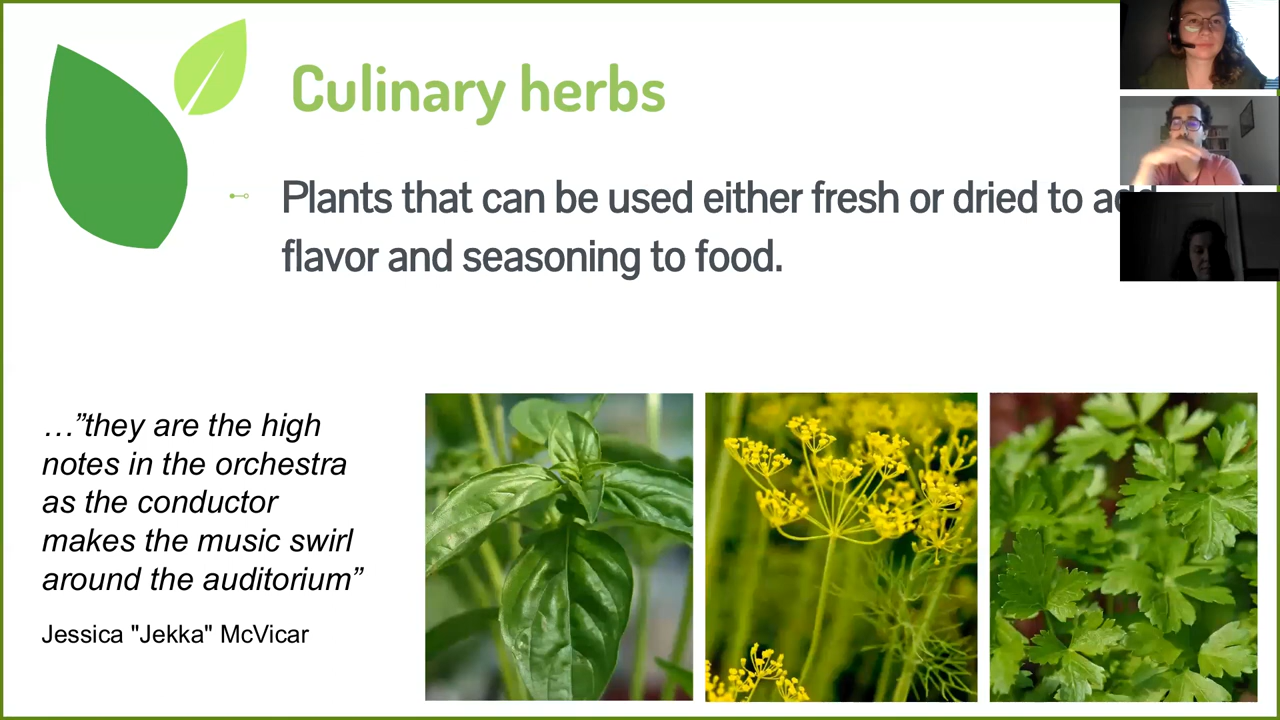 Culinary herbs
Plants that can be used either fresh or dried to
flavor and seasoning to food.
…”they are the high
notes in the orchestra
as the conductor
makes the music swirl
around the auditorium”
Jessica "Jekka" McVicar